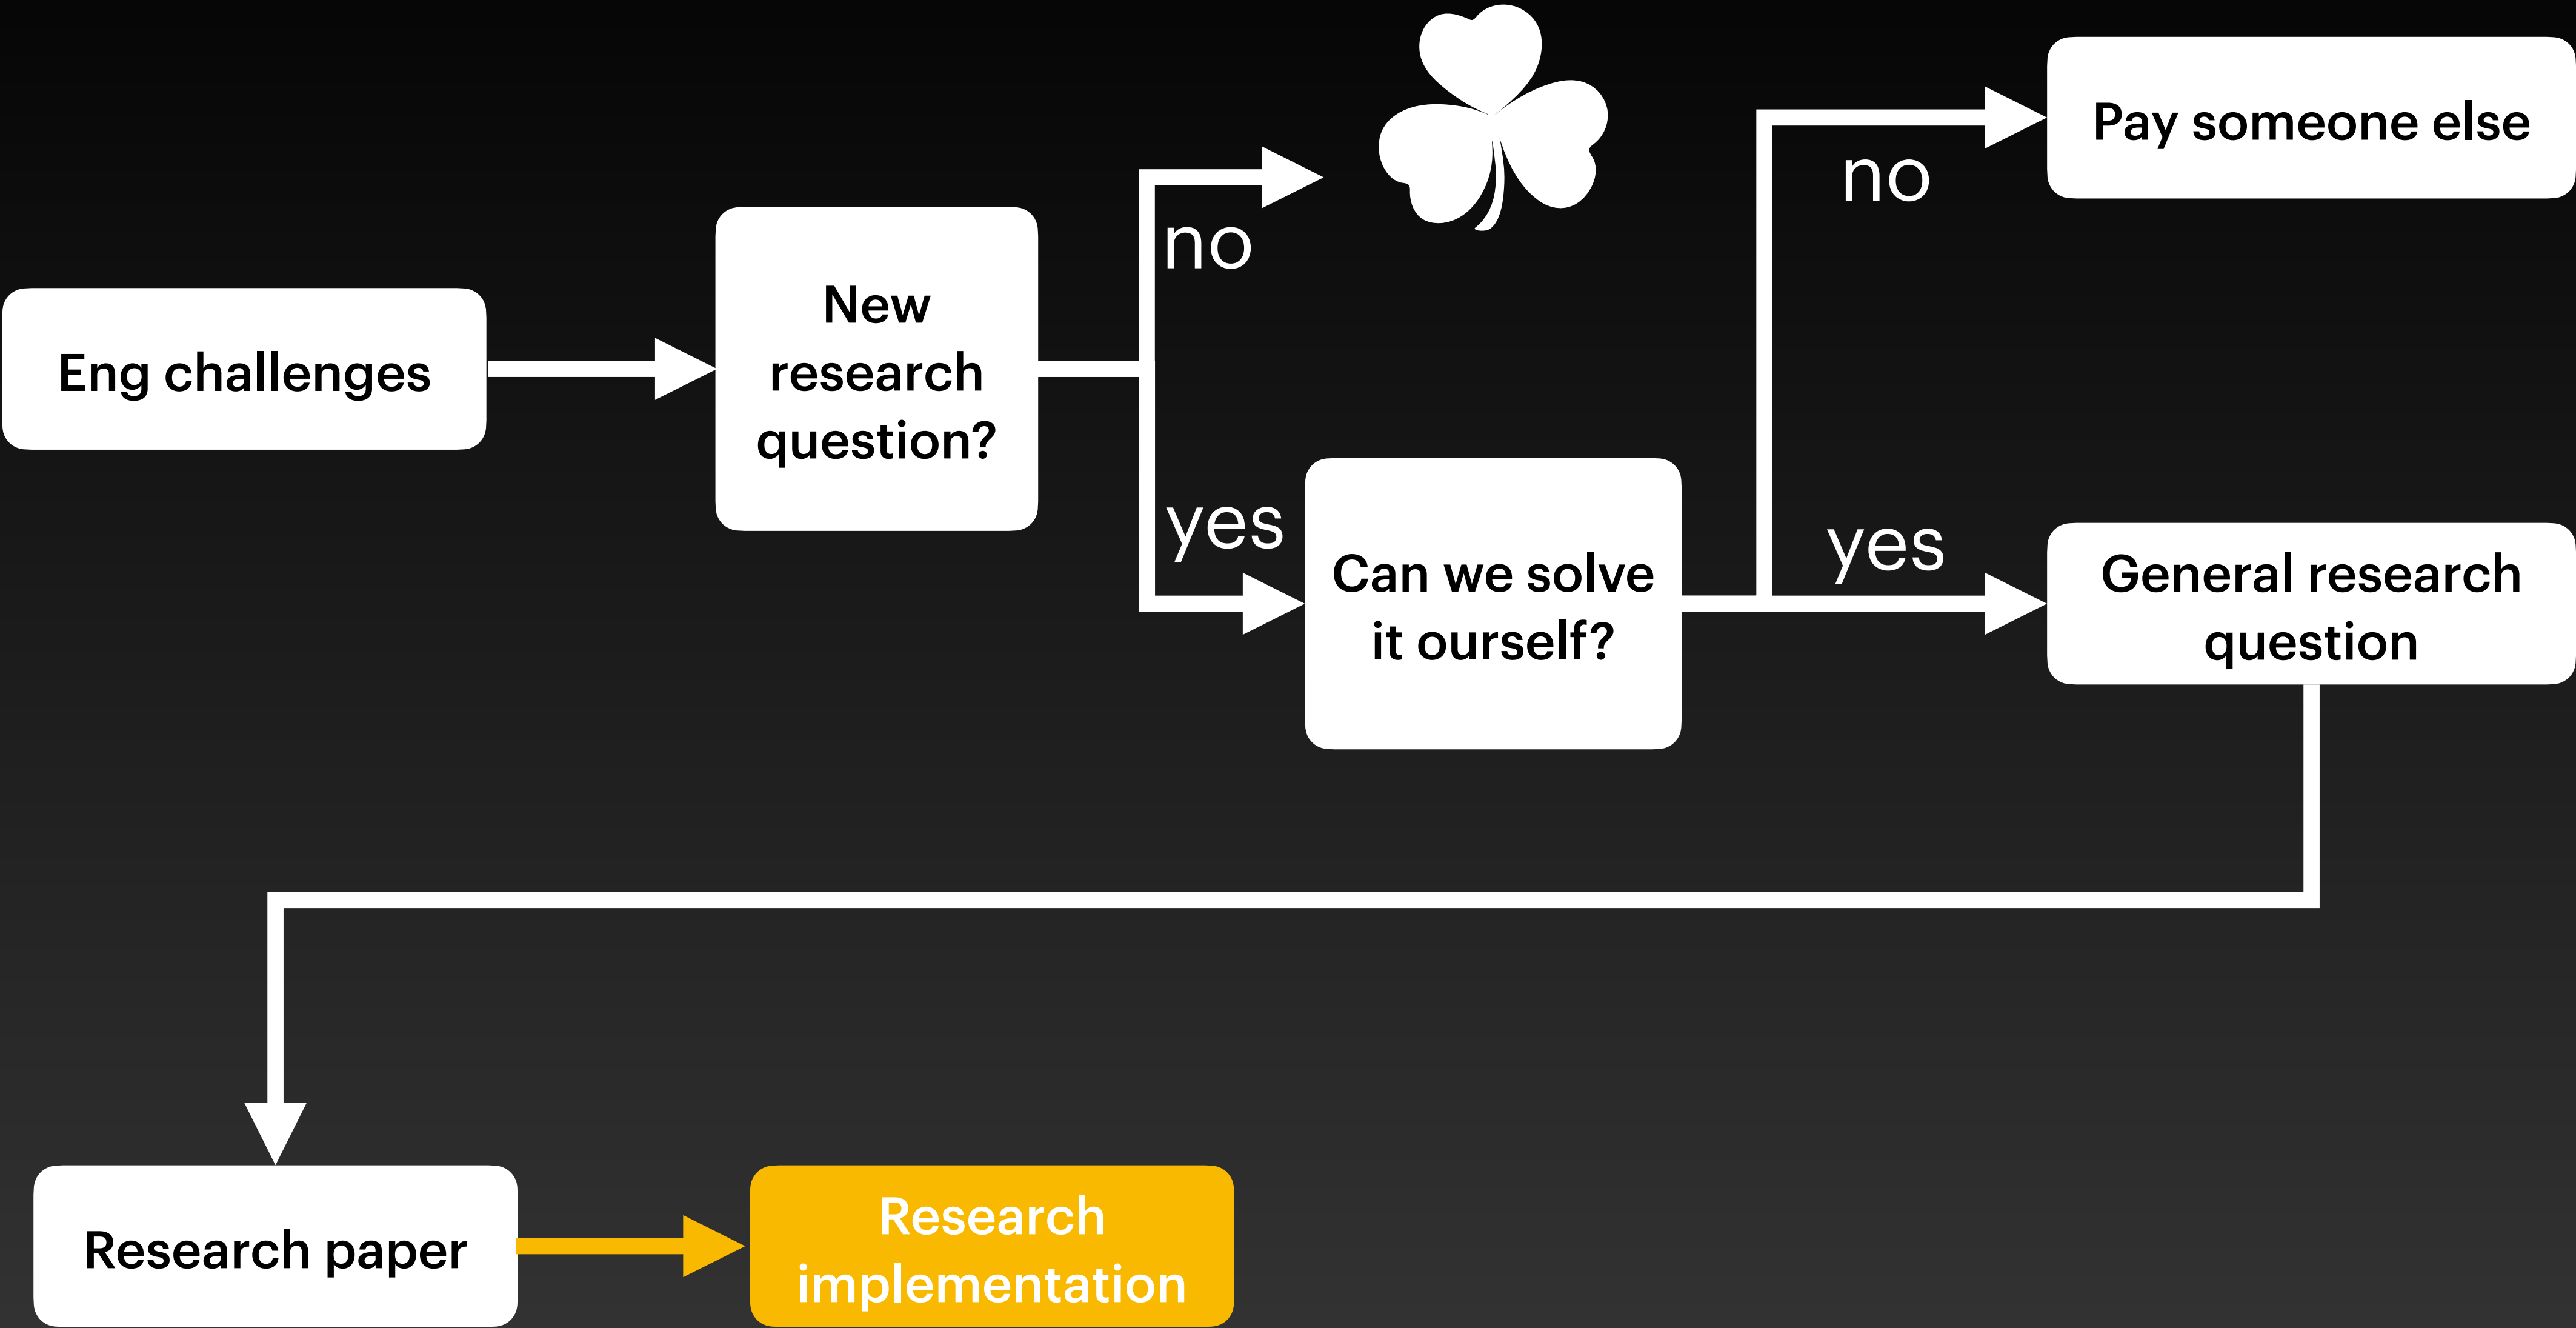 Eng challenges
New
research
question?
no
yes
Can we solve
it ourself?
no
yes
Pay someone else
General research
question
Research paper
Research
implementation